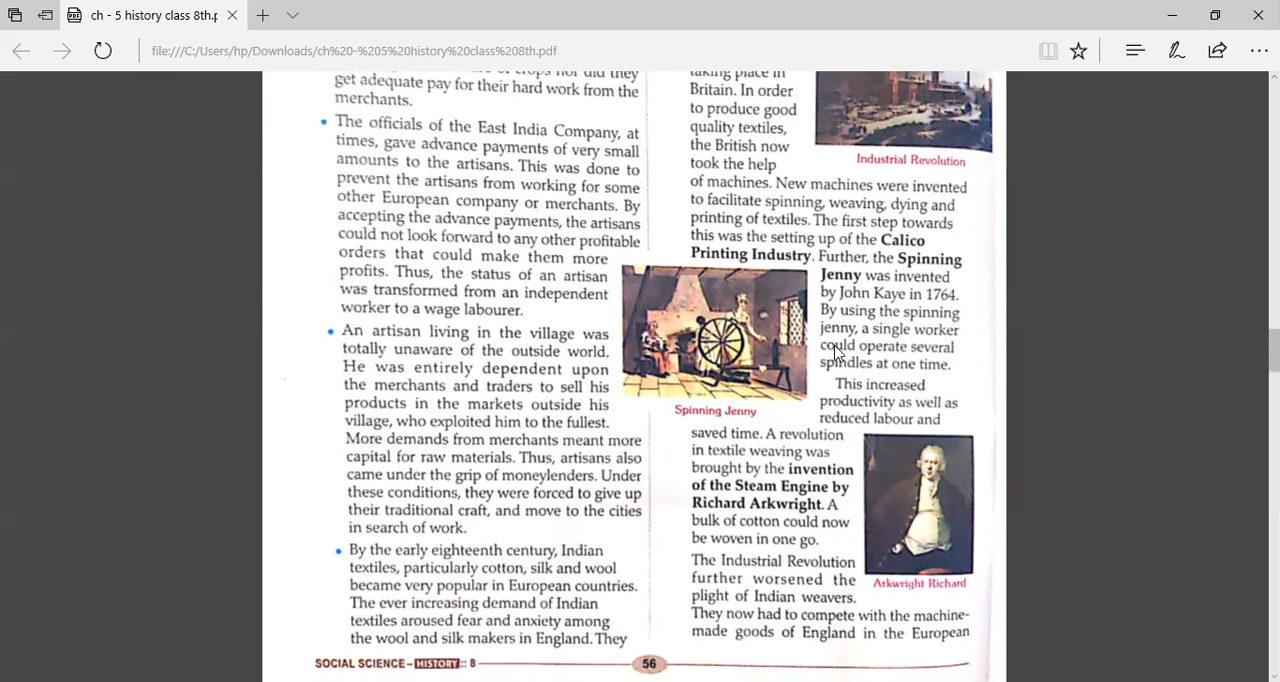 ch - 5 history class 8th.p
file:///C:/Users/hp/Downloads/ch%20-%205%20history%20class%208th.pdf
of crops nor did they
get adequate pay for their hard work from the
merchants.
• The officials of the East India Company, at
times, gave advance payments of very small
amounts to the artisans. This was done to
prevent the artisans from working for some
other European company or merchants. By
accepting the advance payments, the artisans
could not look forward to any other profitable
orders that could make them more
profits. Thus, the status of an artisan
was transformed from an independent
worker to a wage labourer.
• An artisan living in the village was
totally unaware of the outside world.
He was entirely dependent upon
the merchants and traders to sell his
products in the markets outside his
village, who exploited him to the fullest.
More demands from merchants meant more
capital for raw materials. Thus, artisans also
came under the grip of moneylenders. Under
these conditions, they were forced to give up
their traditional craft, and move to the cities
in search of work.
• By the early eighteenth century, Indian
textiles, particularly cotton, silk and wool
became very popular in European countries.
The ever increasing demand of Indian
textiles aroused fear and anxiety among
the wool and silk makers in England. They
taking place in
Britain. In order
to produce good
quality textiles,
the British now
took the help
Industrial Revolution
of machines. New machines were invented
to facilitate spinning, weaving, dying and
printing of textiles. The first step towards
this was the setting up of the Calico
Printing Industry. Further, the Spinning
Jenny was invented
by John Kaye in 1764.
By using the spinning
jenny, a single worker
could operate several
spindles at one time.
Spinning Jenny
This increased
productivity as well as
reduced labour and
saved time. A revolution
in textile weaving was
brought by the invention
of the Steam Engine by
Richard Arkwright. A
bulk of cotton could now
be woven in one go.
Arkwright Richard
The Industrial Revolution
further worsened the
plight of Indian weavers.
They now had to compete with the machine-
made goods of England in the European
SOCIAL SCIENCE–HISTORY:: 8
56